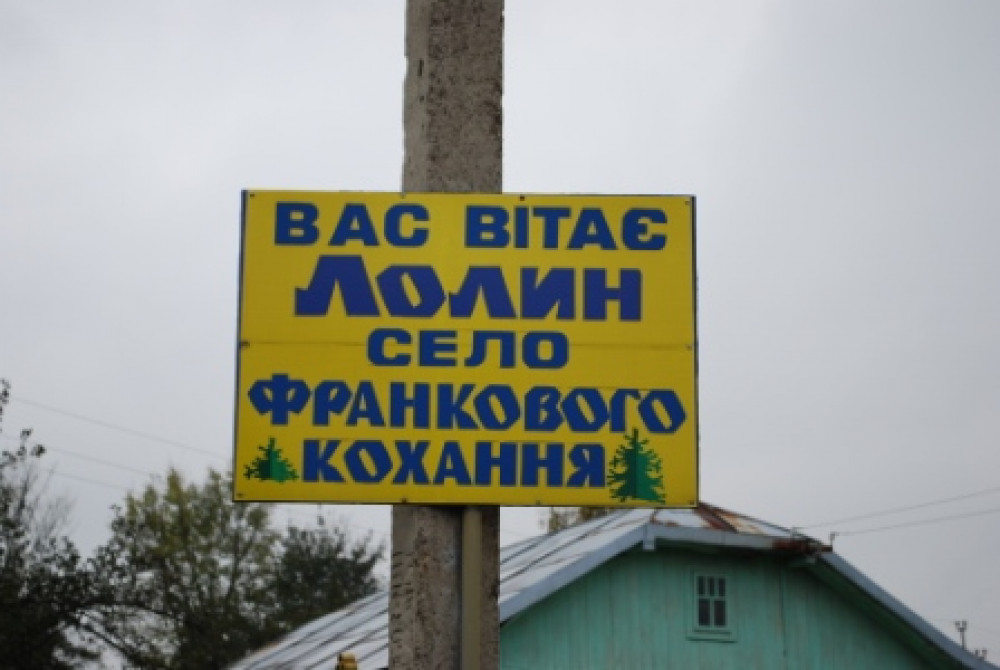 ВАС ВІТАЄ
ЛОЛИН
СЕЛО
ФРАНКОВОГО
КОХАННЯ